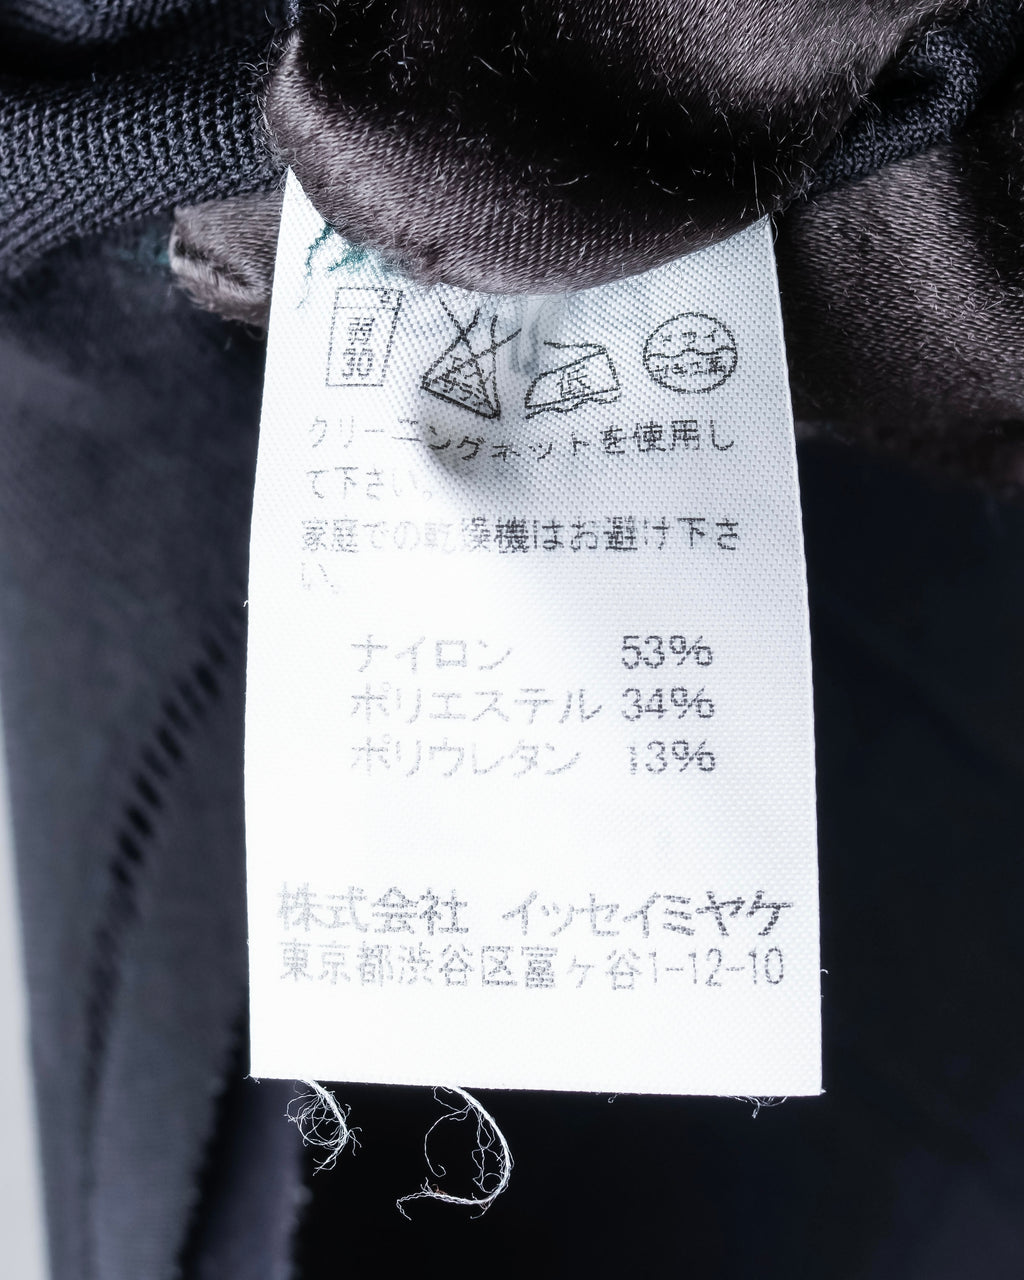 弱
30
クリーニングネットを使用し
て下さい。
家庭での乾燥機はお避け下さ
い。
ナイロン 53%
ポリエステル 34%
ポリウレタン 13%
株式会社 イッセイミヤケ
東京都渋谷区富ヶ谷1-12-10